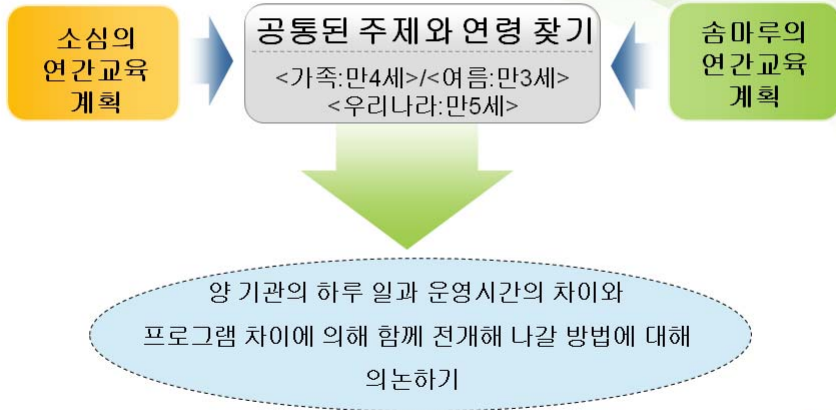 소심의
연간교육
계획
공통된 주제와 연령 찾기
<가족:만4세>/<여름:만3세>
<우리나라:만5세>
솜마루의
연간교육
계획
양 기관의 하루 일과 운영시간의 차이와
프로그램 차이에 의해 함께 전개해 나갈 방법에 대해
의논하기